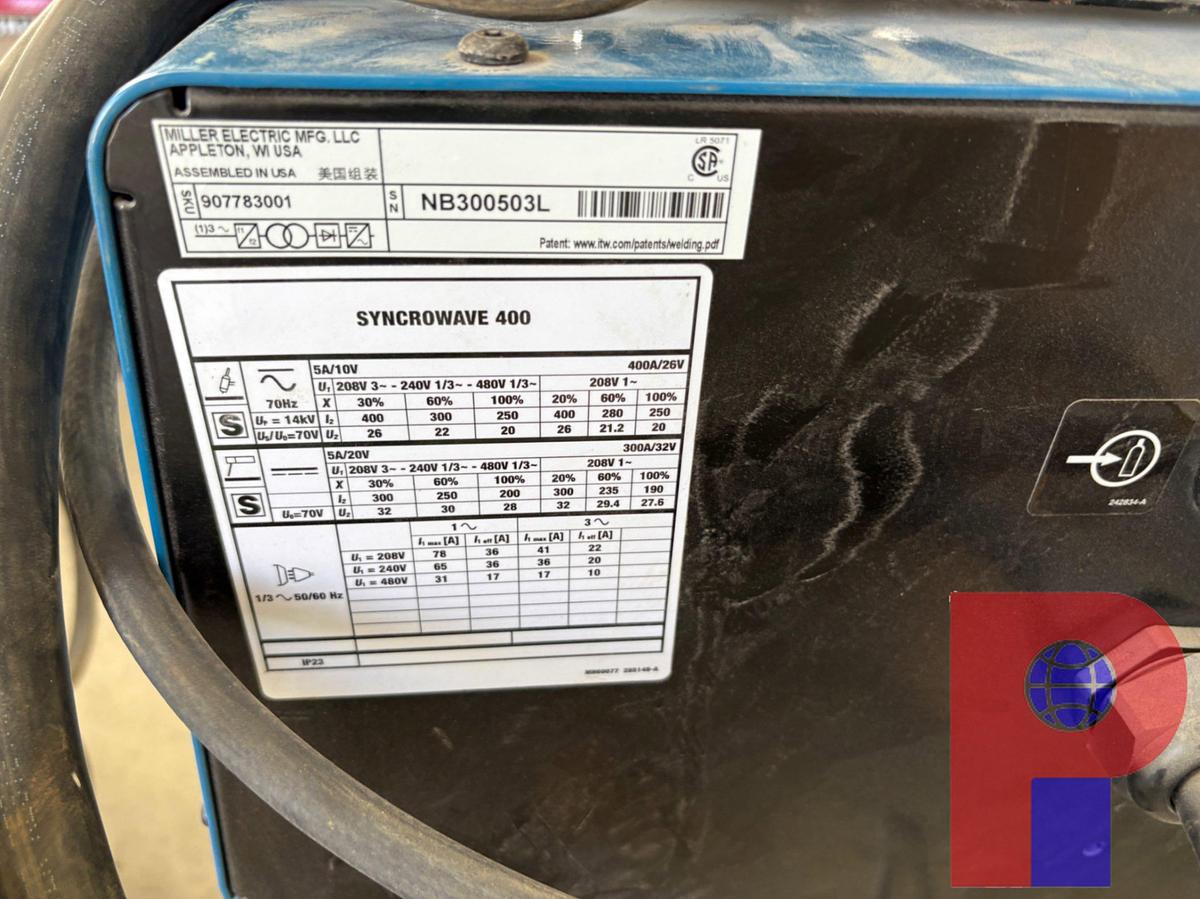 MILLER ELECTRIC MFG. LLC
APPLETON, WI USA
ASSEMBLED IN USA 美国组装
LR 5071
C US
SKU 907783001
SN NB300503L
(1)3~ f1 f2
Patent: www.itw.com/patents/welding.pdf
SYNCROWAVE 400
5A/10V 400A/26V
U1 208V 3~ - 240V 1/3~ - 480V 1/3~ 208V 1~
70Hz X 30% 60% 100% 20% 60% 100%
S UP = 14kV I2 400 300 250 400 280 250
US/U0=70V U2 26 22 20 26 21.2 20
5A/20V 300A/32V
U1 208V 3~ - 240V 1/3~ - 480V 1/3~ 208V 1~
X 30% 60% 100% 20% 60% 100%
S I2 300 250 200 300 235 190
U0=70V U2 32 30 28 32 29.4 27.6
1~ 3~
I1 max [A] I1 eff [A] I1 max [A] I1 eff [A]
U1 = 208V 78 36 41 22
U1 = 240V 65 36 36 20
U1 = 480V 31 17 17 10
1/3~ 50/60 Hz
IP23
242834-A